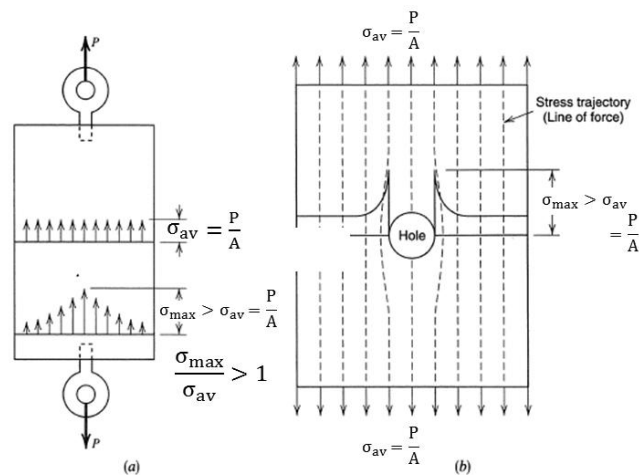 P
σav = P/A
σmax > σav = P/A
σmax/σav > 1
P
(a)
σav = P/A
Stress trajectory
(Line of force)
σmax > σav
= P/A
Hole
σav = P/A
(b)